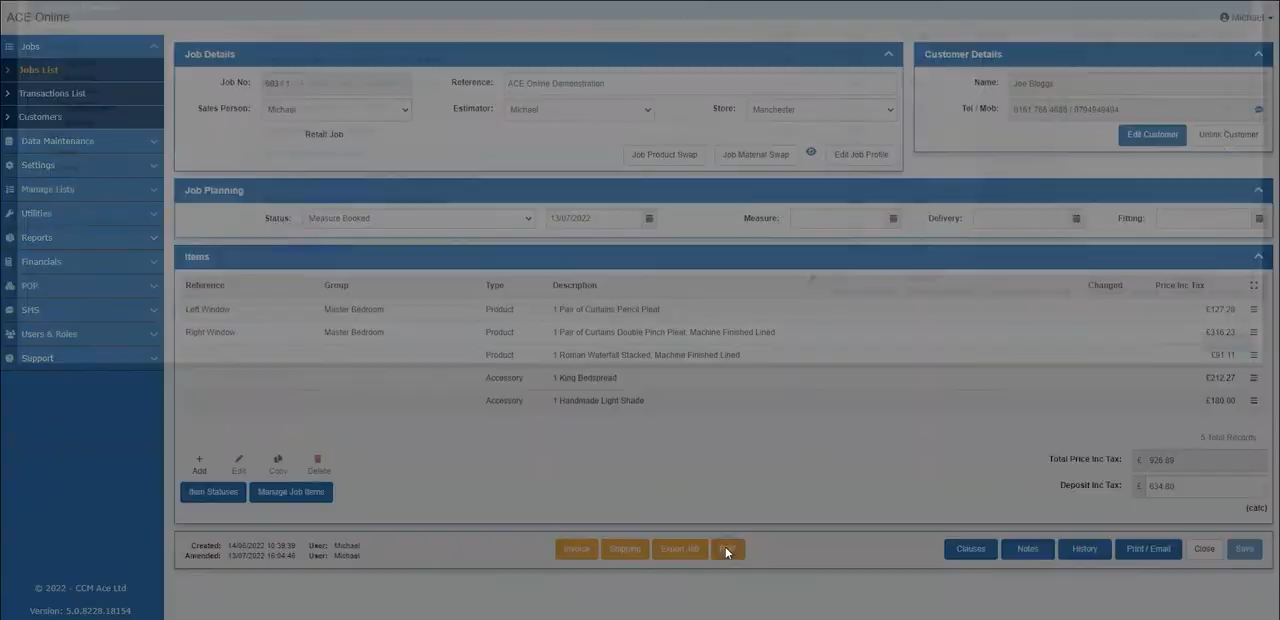 ACE Online
Michael
Jobs
Jobs List
Transactions List
Customers
Data Maintenance
Settings
Manage Lists
Utilities
Reports
Financials
POP
SMS
Users & Roles
Support
© 2022 - CCM Ace Ltd
Version: 5.0.8228.18154
Job Details
Job No:
Reference: ACE Online Demonstration
Sales Person: Michael
Estimator: Michael
Store: Manchester
Retail Job
Job Product Swap
Job Material Swap
Edit Job Profile
Customer Details
Name: Joe Bloggs
Tel / Mob: 0161 766 4688 / 0794949494
Edit Customer
Unlink Customer
Job Planning
Status: Measure Booked
13/07/2022
Measure:
Delivery:
Fitting:
Items
Reference Group Type Description Changed Price Inc Tax
Left Window Master Bedroom Product 1 Pair of Curtains Pencil Pleat £127.28
Right Window Master Bedroom Product 1 Pair of Curtains Double Pinch Pleat, Machine Finished Lined £316.23
Product 1 Roman Waterfall Stacked, Machine Finished Lined £91.11
Accessory 1 King Bedspread £212.27
Accessory 1 Handmade Light Shade £180.00
5 Total Records
Add Edit Copy Delete
Total Price Inc Tax: £ 926.89
Deposit Inc Tax: £ 634.80
(calc)
Item Statuses
Manage Job Items
Created: 14/06/2022 10:39:39 User: Michael
Amended: 13/07/2022 16:04:46 User: Michael
Invoice
Shipping
Export Job
Clauses
Notes
History
Print / Email
Close
Save